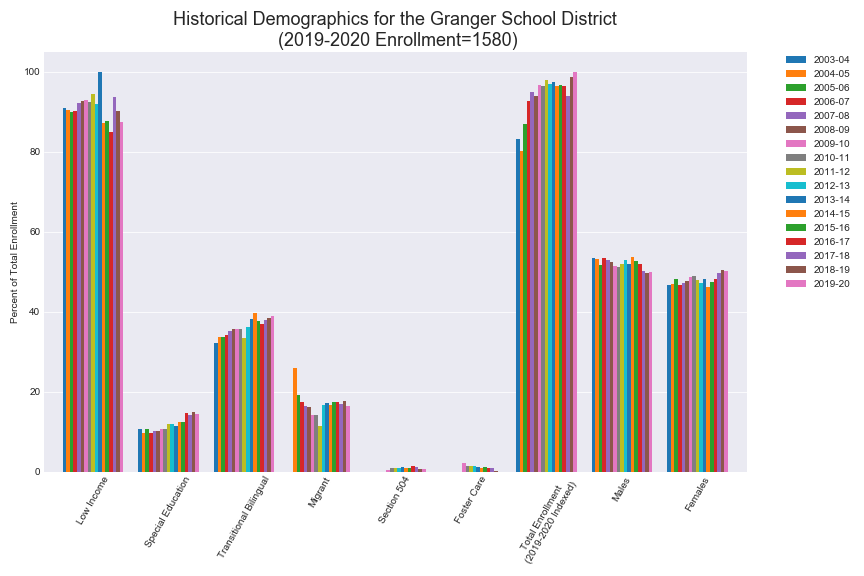 Historical Demographics for the Granger School District
(2019-2020 Enrollment=1580)
Percent of Total Enrollment
100
80
60
40
20
0
Low Income
Special Education
Transitional Bilingual
Migrant
Section 504
Foster Care
Total Enrollment
(2019-2020 Indexed)
Males
Females
2003-04
2004-05
2005-06
2006-07
2007-08
2008-09
2009-10
2010-11
2011-12
2012-13
2013-14
2014-15
2015-16
2016-17
2017-18
2018-19
2019-20